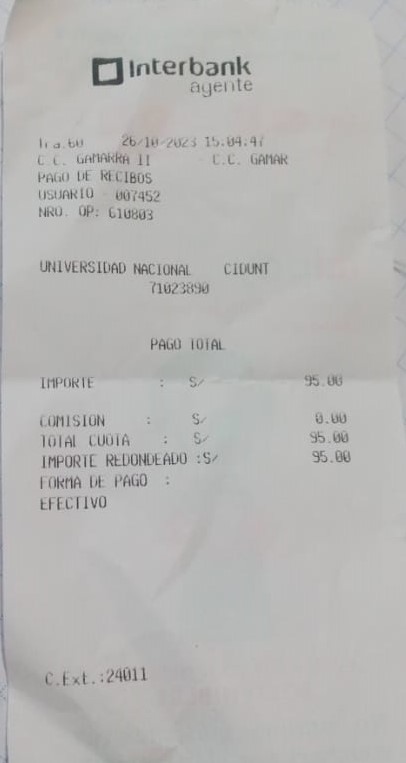 Interbank
agente
Tra.60 26/10/2023 15:04:47
C.C. GAMARRA II C.C. GAMAR
PAGO DE RECIBOS
USUARIO 007452
NRO. OP: 610803
UNIVERSIDAD NACIONAL CIDUNT
71023890
PAGO TOTAL
IMPORTE : S/ 95.00
COMISION : S/ 0.00
TOTAL CUOTA : S/ 95.00
IMPORTE REDONDEADO :S/ 95.00
FORMA DE PAGO :
EFECTIVO
C.Ext.:24011